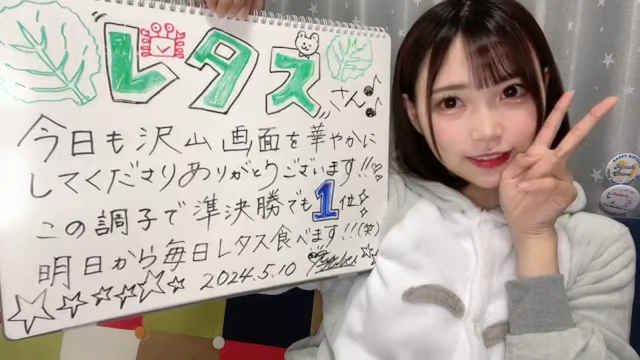 レタスさん♪
今日も沢山画面を華やかに
してくださりありがとうございます!!
この調子で準決勝でも1位
明日から毎日レタス食べます!!(笑)
2024.5.10